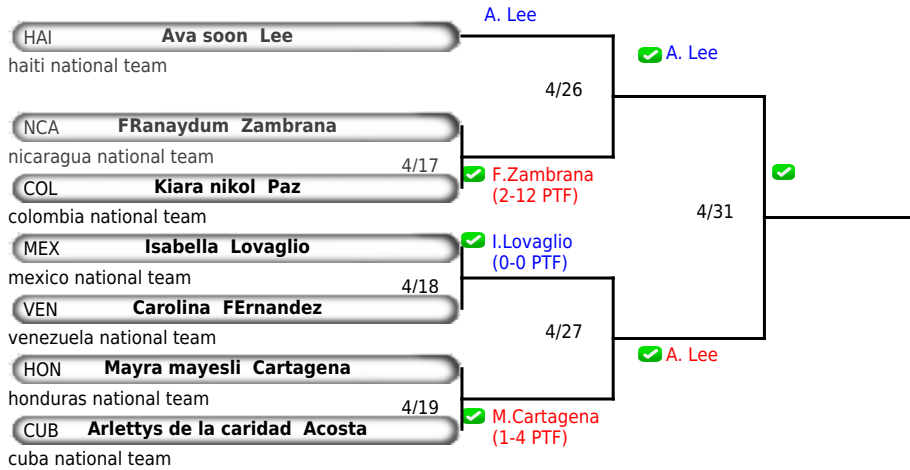 A. Lee
HAI Ava soon Lee
haiti national team
A. Lee
4/26
NCA FRanaydum Zambrana
nicaragua national team
4/17
F.Zambrana
(2-12 PTF)
COL Kiara nikol Paz
colombia national team
4/31
MEX Isabella Lovaglio
I.Lovaglio
(0-0 PTF)
mexico national team
4/18
VEN Carolina FErnandez
venezuela national team
4/27
A. Lee
HON Mayra mayesli Cartagena
honduras national team
4/19
M.Cartagena
(1-4 PTF)
CUB Arlettys de la caridad Acosta
cuba national team